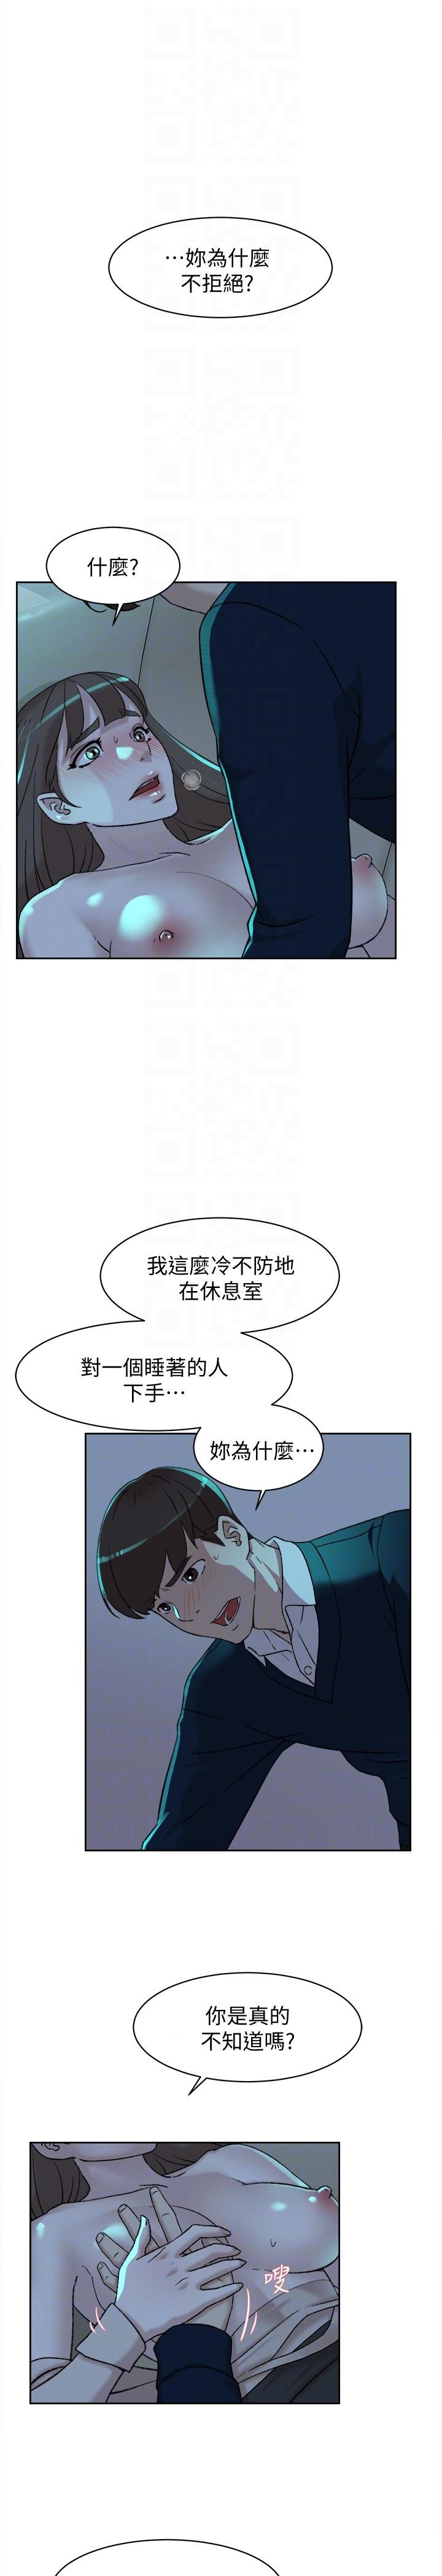 …妳為什麼
不拒絕?
什麼?
我這麼冷不防地
在休息室
對一個睡著的人
下手…
妳為什麼…
你是真的
不知道嗎?
嗖